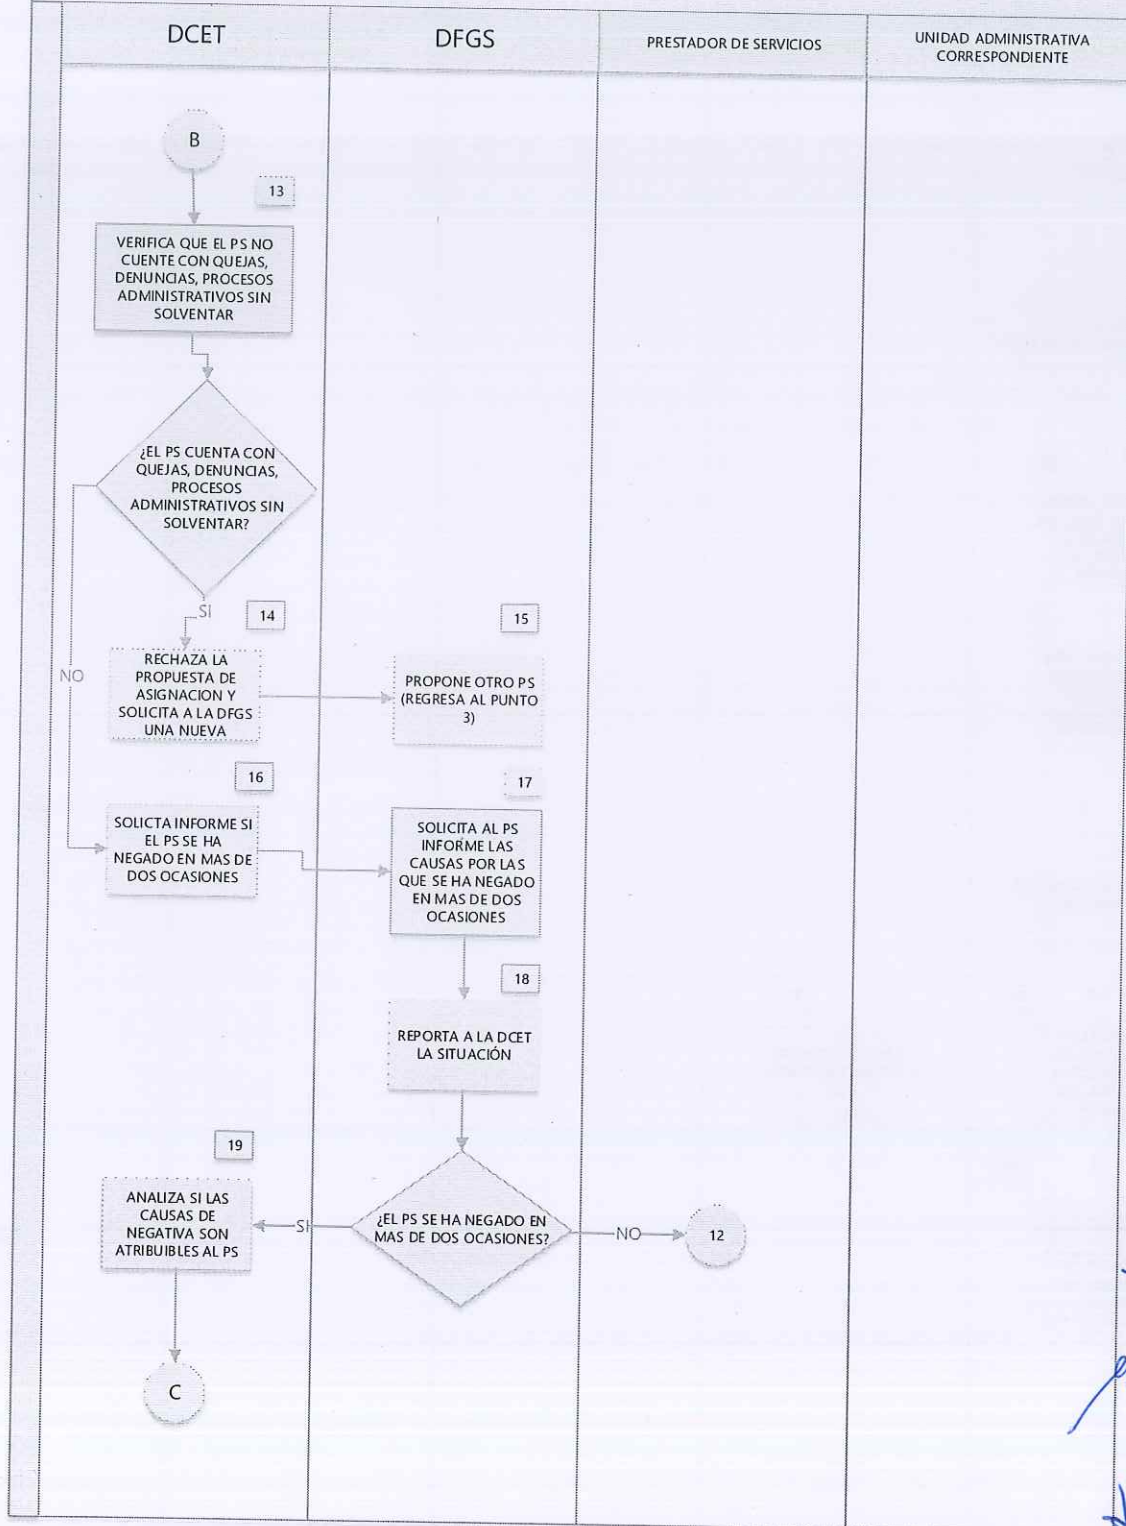 DCET
DFGS
PRESTADOR DE SERVICIOS
UNIDAD ADMINISTRATIVA
CORRESPONDIENTE
B
13
VERIFICA QUE EL PS NO
CUENTE CON QUEJAS,
DENUNCIAS, PROCESOS
ADMINISTRATIVOS SIN
SOLVENTAR
¿EL PS CUENTA CON
QUEJAS, DENUNCIAS,
PROCESOS
ADMINISTRATIVOS SIN
SOLVENTAR?
SI
NO
14
RECHAZA LA
PROPUESTA DE
ASIGNACION Y
SOLICITA A LA DFGS
UNA NUEVA
15
PROPONE OTRO PS
(REGRESA AL PUNTO
3)
16
SOLICTA INFORME SI
EL PS SE HA
NEGADO EN MAS DE
DOS OCASIONES
17
SOLICITA AL PS
INFORME LAS
CAUSAS POR LAS
QUE SE HA NEGADO
EN MAS DE DOS
OCASIONES
18
REPORTA A LA DCET
LA SITUACIÓN
¿EL PS SE HA NEGADO EN
MAS DE DOS OCASIONES?
SI
NO
12
19
ANALIZA SI LAS
CAUSAS DE
NEGATIVA SON
ATRIBUIBLES AL PS
C